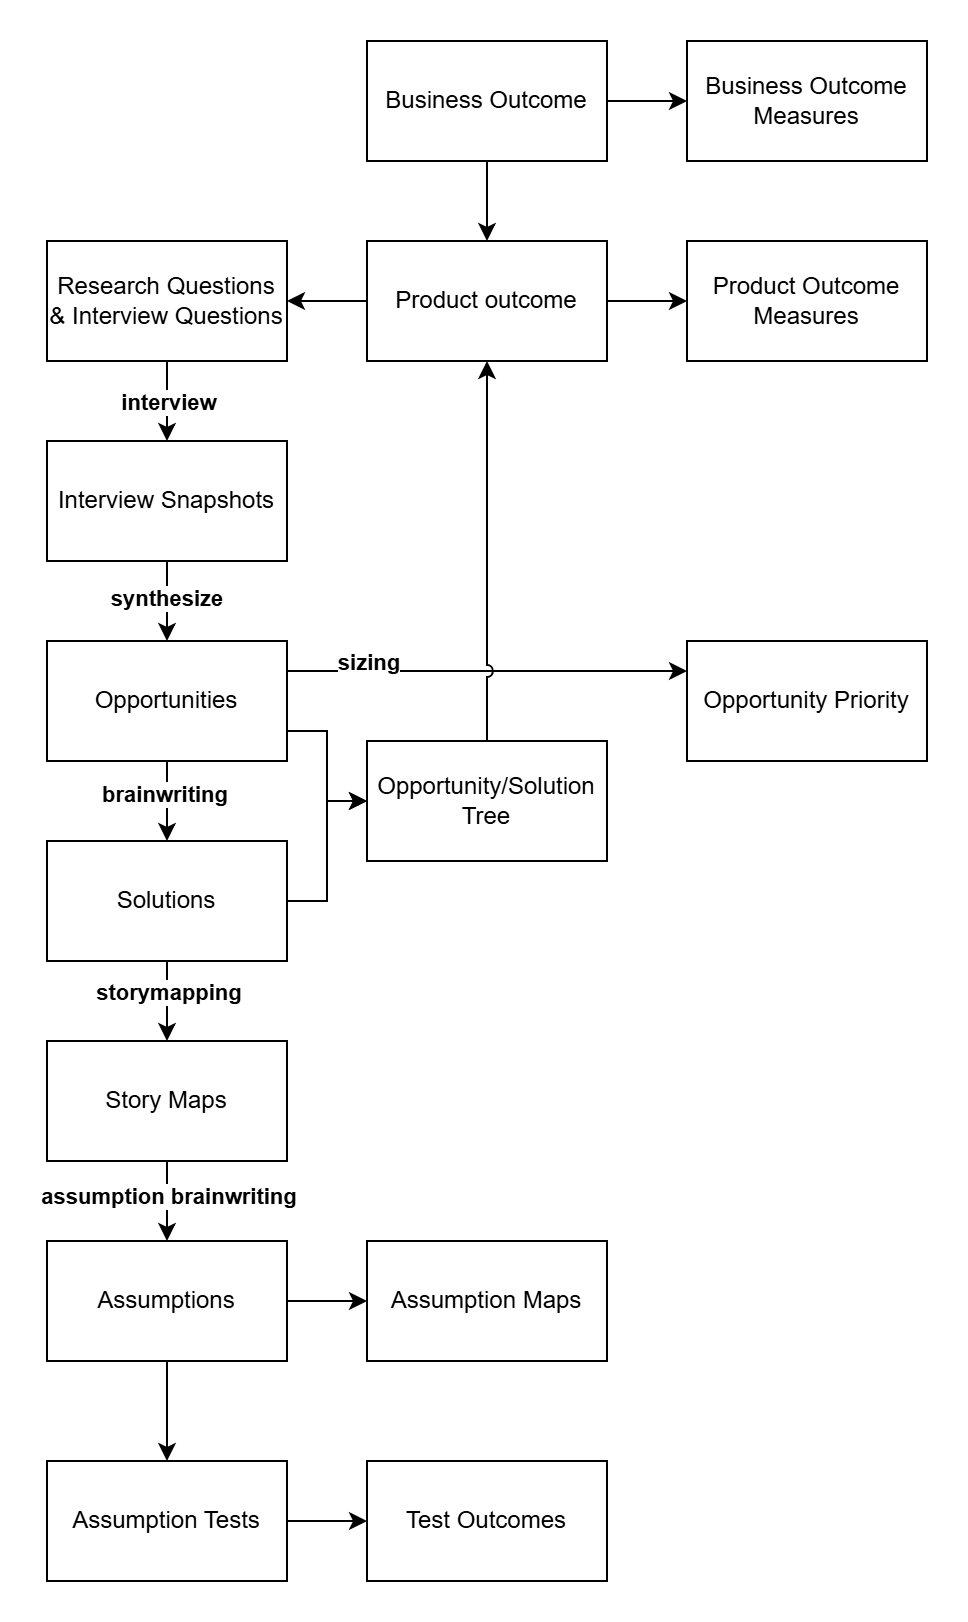 Business Outcome
Business Outcome
Measures
Research Questions
& Interview Questions
Product outcome
Product Outcome
Measures
interview
Interview Snapshots
synthesize
Opportunities
sizing
Opportunity Priority
brainwriting
Opportunity/Solution
Tree
Solutions
storymapping
Story Maps
assumption brainwriting
Assumptions
Assumption Maps
Assumption Tests
Test Outcomes